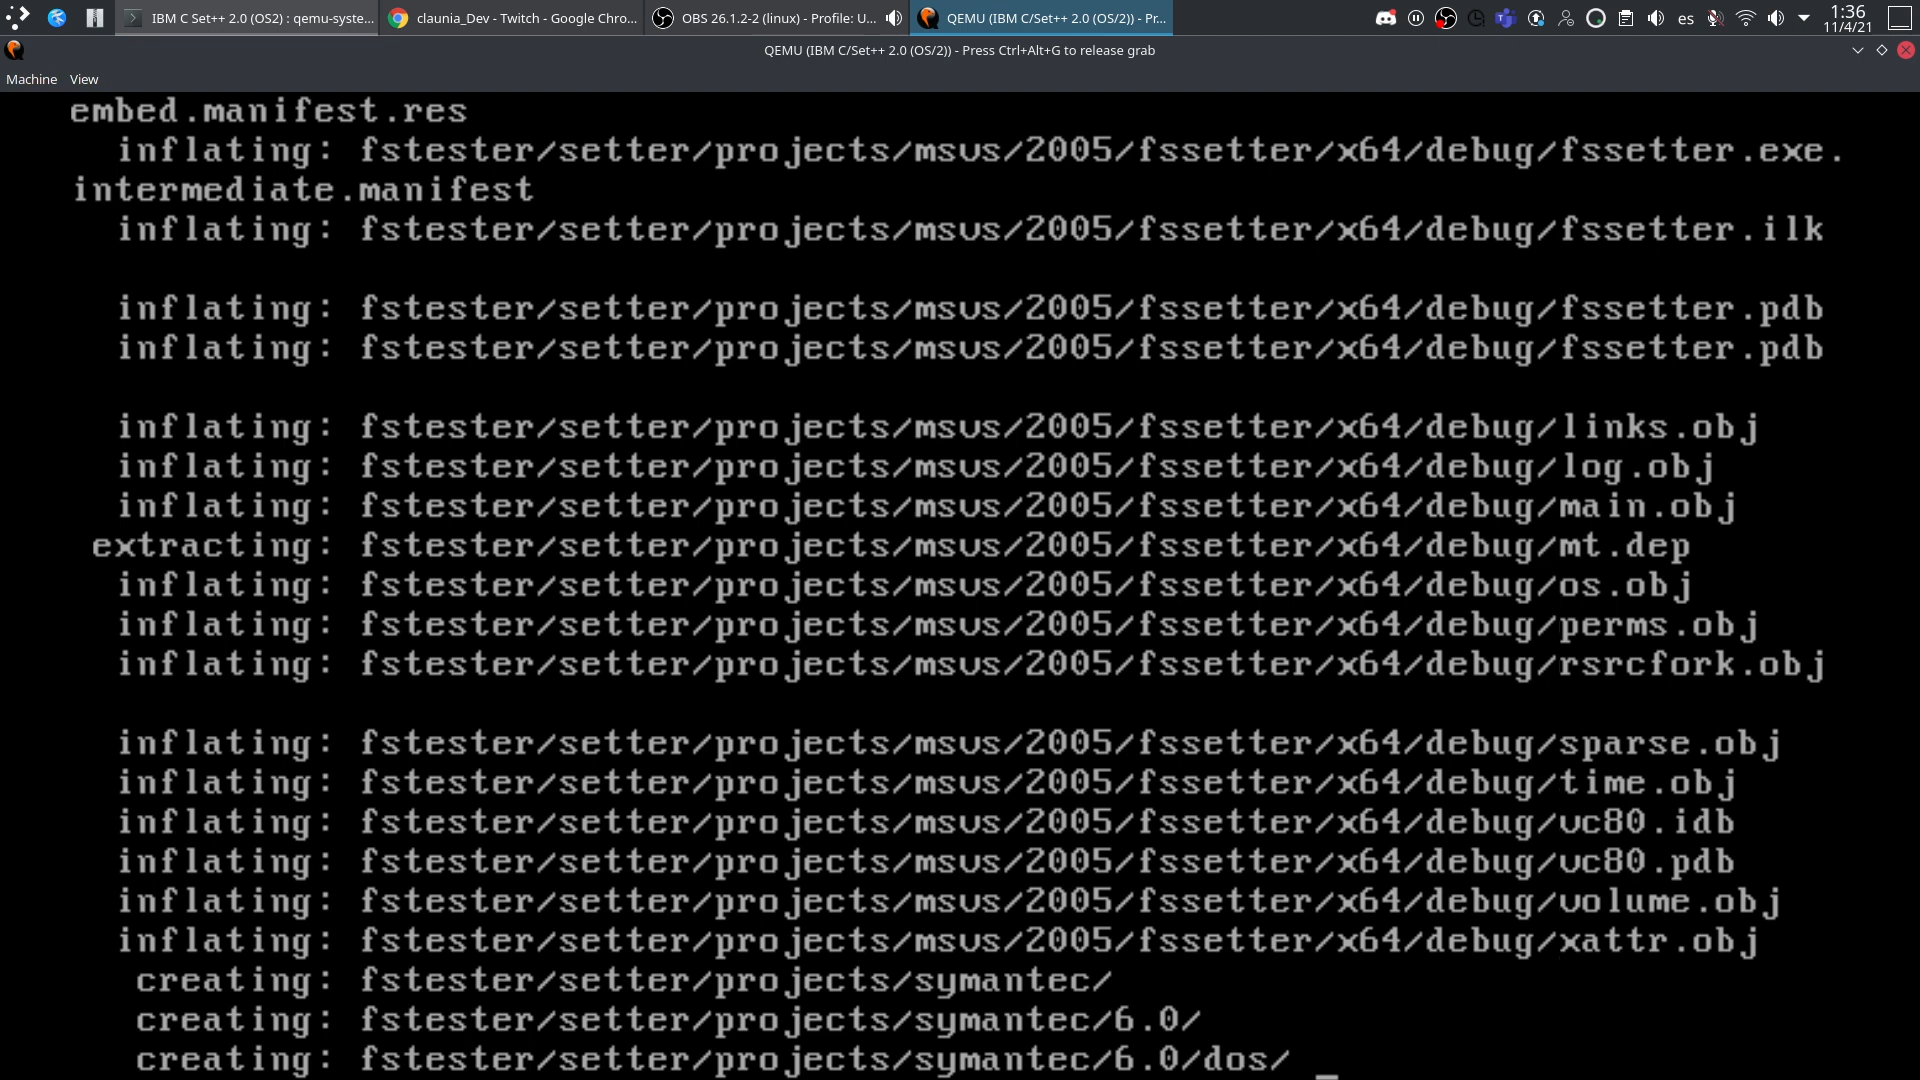 IBM C Set++ 2.0 (OS2) : qemu-syste...
claunia_Dev - Twitch - Google Chro...
OBS 26.1.2-2 (linux) - Profile: U...
QEMU (IBM C/Set++ 2.0 (OS/2)) - Pr...
es
1:36
11/4/21
QEMU (IBM C/Set++ 2.0 (OS/2)) - Press Ctrl+Alt+G to release grab
Machine View
embed.manifest.res
inflating: fstester/setter/projects/msvs/2005/fssetter/x64/debug/fssetter.exe.
intermediate.manifest
inflating: fstester/setter/projects/msvs/2005/fssetter/x64/debug/fssetter.ilk
inflating: fstester/setter/projects/msvs/2005/fssetter/x64/debug/fssetter.pdb
inflating: fstester/setter/projects/msvs/2005/fssetter/x64/debug/fssetter.pdb
inflating: fstester/setter/projects/msvs/2005/fssetter/x64/debug/links.obj
inflating: fstester/setter/projects/msvs/2005/fssetter/x64/debug/log.obj
inflating: fstester/setter/projects/msvs/2005/fssetter/x64/debug/main.obj
extracting: fstester/setter/projects/msvs/2005/fssetter/x64/debug/mt.dep
inflating: fstester/setter/projects/msvs/2005/fssetter/x64/debug/os.obj
inflating: fstester/setter/projects/msvs/2005/fssetter/x64/debug/perms.obj
inflating: fstester/setter/projects/msvs/2005/fssetter/x64/debug/rsrcfork.obj
inflating: fstester/setter/projects/msvs/2005/fssetter/x64/debug/sparse.obj
inflating: fstester/setter/projects/msvs/2005/fssetter/x64/debug/time.obj
inflating: fstester/setter/projects/msvs/2005/fssetter/x64/debug/vc80.idb
inflating: fstester/setter/projects/msvs/2005/fssetter/x64/debug/vc80.pdb
inflating: fstester/setter/projects/msvs/2005/fssetter/x64/debug/volume.obj
inflating: fstester/setter/projects/msvs/2005/fssetter/x64/debug/xattr.obj
creating: fstester/setter/projects/symantec/
creating: fstester/setter/projects/symantec/6.0/
creating: fstester/setter/projects/symantec/6.0/dos/ _